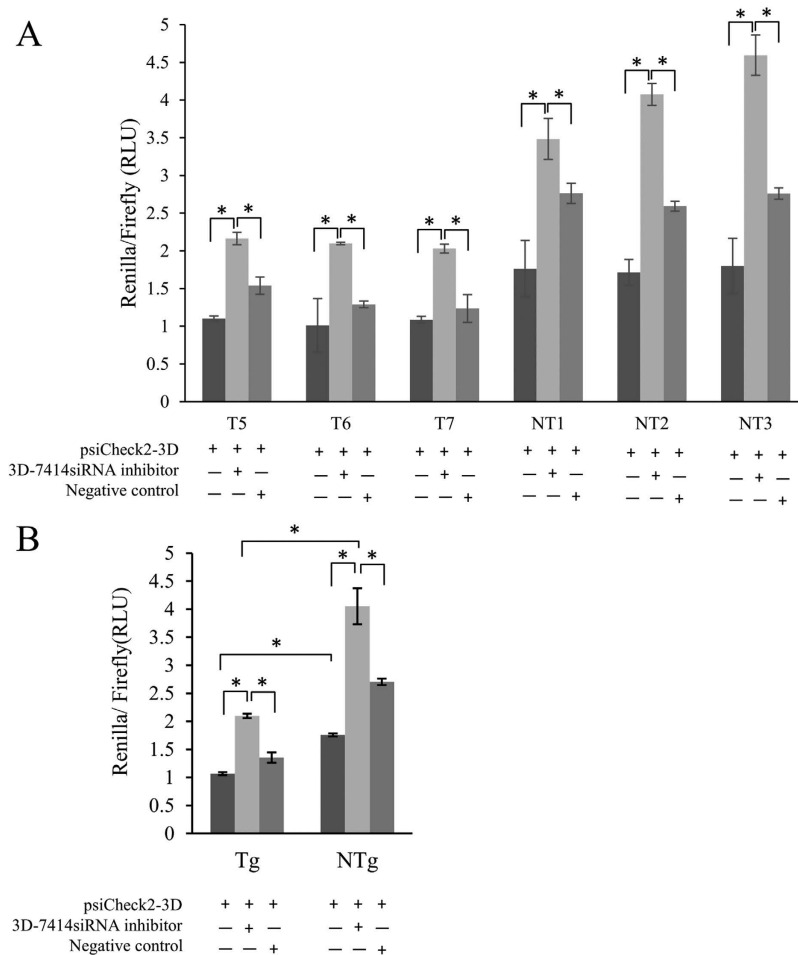 A
Renilla/Firefly (RLU)
5
4.5
4
3.5
3
2.5
2
1.5
1
0.5
0
* * * * * * * * * * * *
T5 T6 T7 NT1 NT2 NT3
psiCheck2-3D + + + + + + + + + + + + + + + + + +
3D-7414siRNA inhibitor — + — — + — — + — — + — — + — — + —
Negative control — — + — — + — — + — — + — — + — — +
B
Renilla/ Firefly(RLU)
5
4.5
4
3.5
3
2.5
2
1.5
1
0.5
0
*
* *
*
* *
Tg NTg
psiCheck2-3D + + + + + +
3D-7414siRNA inhibitor — + — — + —
Negative control — — + — — +